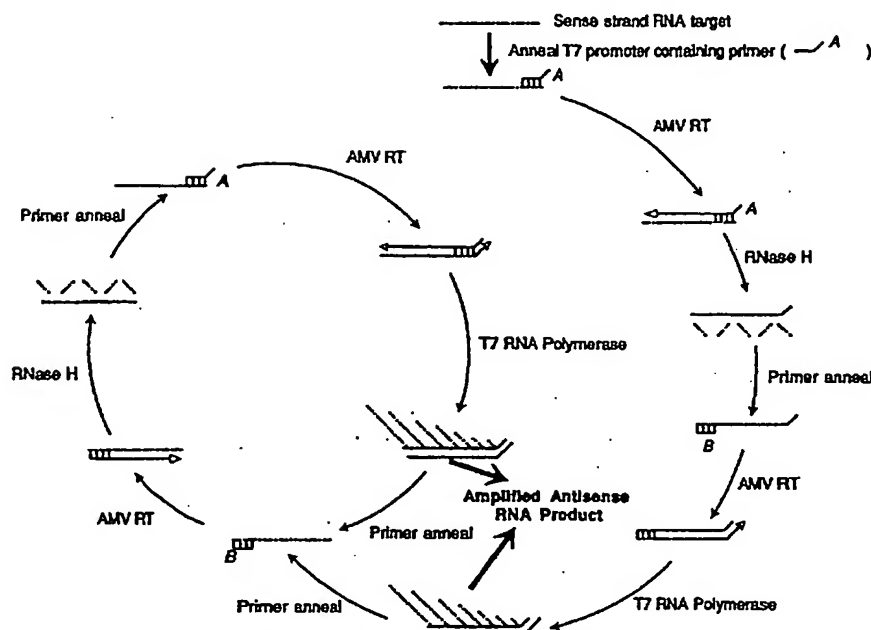 Sense strand RNA target
Anneal T7 promoter containing primer ( A )
A
AMV RT
A
RNase H
Primer anneal
B
AMV RT
T7 RNA Polymerase
Amplified Antisense
RNA Product
Primer anneal
Primer anneal
B
AMV RT
RNase H
Primer anneal
A
AMV RT
T7 RNA Polymerase